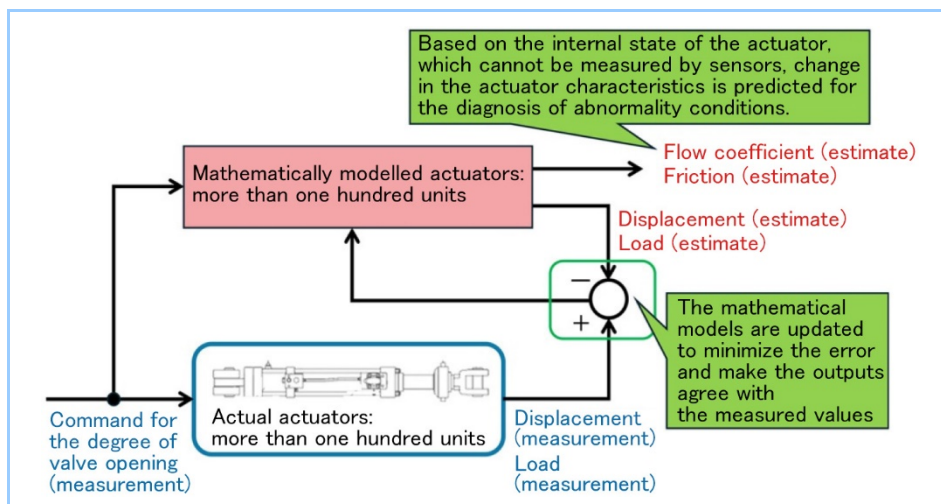 Based on the internal state of the actuator,
which cannot be measured by sensors, change
in the actuator characteristics is predicted for
the diagnosis of abnormality conditions.
Flow coefficient (estimate)
Friction (estimate)
Mathematically modelled actuators:
more than one hundred units
Displacement (estimate)
Load (estimate)
−
+
The mathematical
models are updated
to minimize the error
and make the outputs
agree with
the measured values
Actual actuators:
more than one hundred units
Command for
the degree of
valve opening
(measurement)
Displacement
(measurement)
Load
(measurement)